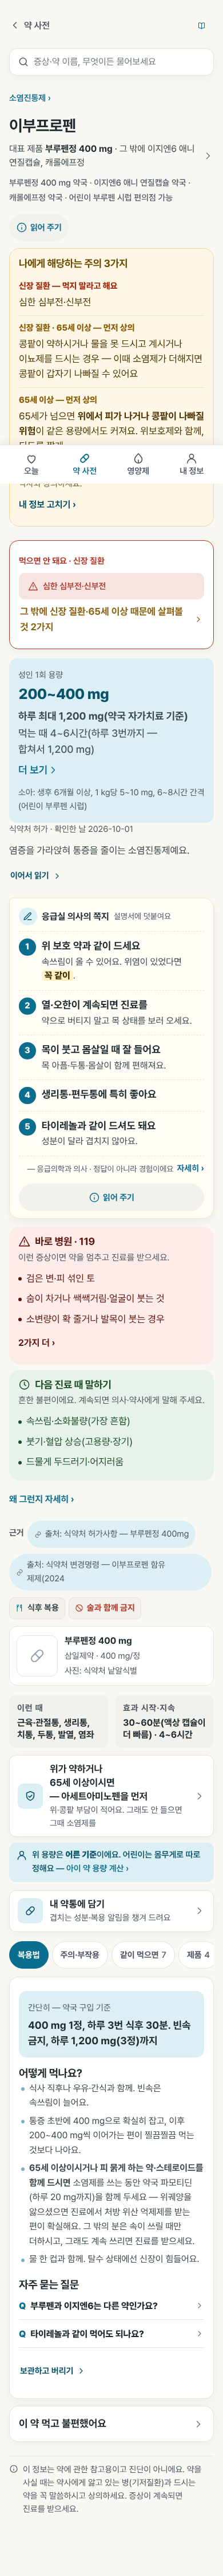 약 사전
증상·약 이름, 무엇이든 물어보세요
소염진통제 ›
이부프로펜
대표 제품 부루펜정 400 mg · 그 밖에 이지엔6 애니
연질캡슐, 캐롤에프정
부루펜정 400 mg 약국 · 이지엔6 애니 연질캡슐 약국 ·
캐롤에프정 약국 · 어린이 부루펜 시럽 편의점 가능
읽어 주기
나에게 해당하는 주의 3가지
신장 질환 — 먹지 말라고 해요
심한 심부전·신부전
신장 질환 · 65세 이상 — 먼저 상의
콩팥이 약하시거나 물을 못 드시고 계시거나
이뇨제를 드시는 경우 — 이때 소염제가 더해지면
콩팥이 갑자기 나빠질 수 있어요
65세 이상 — 먼저 상의
65세가 넘으면 위에서 피가 나거나 콩팥이 나빠질
위험이 같은 용량에서도 커져요. 위보호제와 함께,
오늘
약 사전
영양제
내 정보
내 정보 고치기 ›
먹으면 안 돼요 · 신장 질환
심한 심부전·신부전
그 밖에 신장 질환·65세 이상 때문에 살펴볼
것 2가지
성인 1회 용량
200~400 mg
하루 최대 1,200 mg(약국 자가치료 기준)
먹는 때 4~6시간(하루 3번까지 —
합쳐서 1,200 mg)
더 보기
소아: 생후 6개월 이상, 1 kg당 5~10 mg, 6~8시간 간격
(어린이 부루펜 시럽)
식약처 허가 · 확인한 날 2026-10-01
염증을 가라앉혀 통증을 줄이는 소염진통제예요.
이어서 읽기
응급실 의사의 쪽지 설명서에 덧붙여요
1 위 보호 약과 같이 드세요
속쓰림이 올 수 있어요. 위염이 있었다면
꼭 같이.
2 열·오한이 계속되면 진료를
약으로 버티지 말고 목 상태를 보러 오세요.
3 목이 붓고 몸살일 때 잘 들어요
목 아픔·두통·몸살이 함께 편해져요.
4 생리통·편두통에 특히 좋아요
5 타이레놀과 같이 드셔도 돼요
성분이 달라 겹치지 않아요.
— 응급의학과 의사 · 정답이 아니라 경험이에요 자세히 ›
읽어 주기
바로 병원 · 119
이런 증상이면 약을 멈추고 진료를 받으세요.
검은 변·피 섞인 토
숨이 차거나 쌕쌕거림·얼굴이 붓는 것
소변량이 확 줄거나 발목이 붓는 경우
2가지 더 ›
다음 진료 때 말하기
흔한 불편이에요. 계속되면 의사·약사에게 말해 주세요.
속쓰림·소화불량(가장 흔함)
붓기·혈압 상승(고용량·장기)
드물게 두드러기·어지러움
왜 그런지 자세히 ›
근거 출처: 식약처 허가사항 — 부루펜정 400mg
출처: 식약처 변경명령 — 이부프로펜 함유
제제(2024
식후 복용
술과 함께 금지
부루펜정 400 mg
삼일제약 · 400 mg/정
사진: 식약처 낱알식별
이럴 때
근육·관절통, 생리통,
치통, 두통, 발열, 염좌
효과 시작·지속
30~60분(액상 캡슐이
더 빠름) · 4~6시간
위가 약하거나
65세 이상이시면
— 아세트아미노펜을 먼저
위·콩팥 부담이 적어요. 그래도 안 들으면
그때 소염제를
위 용량은 어른 기준이에요. 어린이는 몸무게로 따로
정해요 — 아이 약 용량 계산 ›
내 약통에 담기
겹치는 성분·복용 알림을 챙겨 드려요
복용법
주의·부작용
같이 먹으면 7
제품 4
간단히 — 약국 구입 기준
400 mg 1정, 하루 3번 식후 30분. 빈속
금지, 하루 1,200 mg(3정)까지
어떻게 먹나요?
식사 직후나 우유·간식과 함께. 빈속은
속쓰림이 늘어요.
통증 초반에 400 mg으로 확실히 잡고, 이후
200~400 mg씩 이어가는 편이 찔끔찔끔 먹는
것보다 나아요.
65세 이상이시거나 피 묽게 하는 약·스테로이드를
함께 드시면 소염제를 쓰는 동안 약국 파모티딘
(하루 20 mg까지)을 함께 두세요 — 위궤양을
앓으셨으면 진료에서 처방 위산 억제제를 받는
편이 확실해요. 그 밖의 분은 속이 쓰릴 때만
더하시고, 그래도 계속 쓰리면 진료를 받으세요.
물 한 컵과 함께. 탈수 상태에선 신장이 힘들어요.
자주 묻는 질문
Q 부루펜과 이지엔6는 다른 약인가요?
Q 타이레놀과 같이 먹어도 되나요?
보관하고 버리기
이 약 먹고 불편했어요
이 정보는 약에 관한 참고용이고 진단이 아니에요. 약을
사실 때는 약사에게 앓고 있는 병(기저질환)과 드시는
약을 꼭 말씀하시고 상의하세요. 증상이 계속되면
진료를 받으세요.